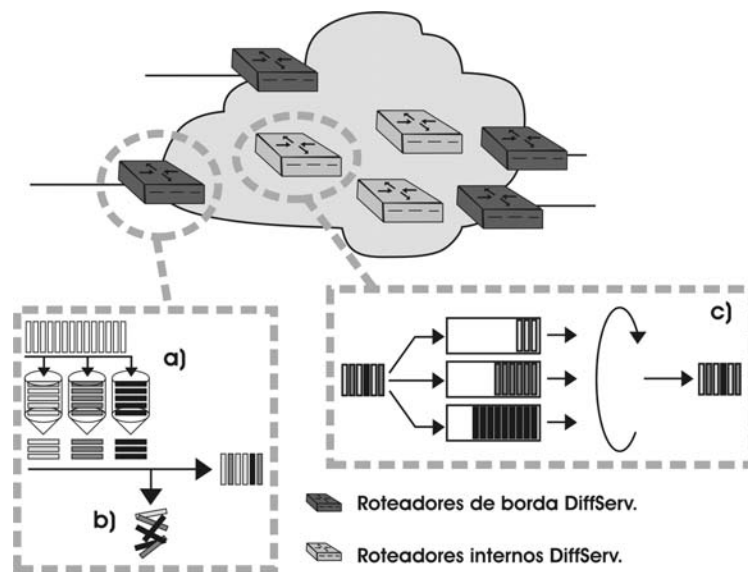 a)
b)
c)
Roteadores de borda DiffServ.
Roteadores internos DiffServ.